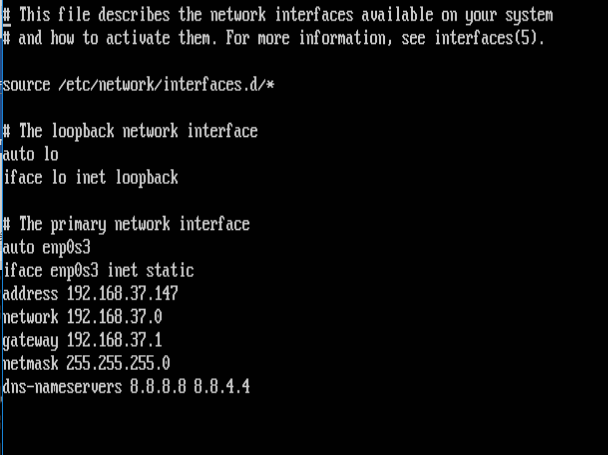 # This file describes the network interfaces available on your system
# and how to activate them. For more information, see interfaces(5).
source /etc/network/interfaces.d/*
# The loopback network interface
auto lo
iface lo inet loopback
# The primary network interface
auto enp0s3
iface enp0s3 inet static
address 192.168.37.147
network 192.168.37.0
gateway 192.168.37.1
netmask 255.255.255.0
dns-nameservers 8.8.8.8 8.8.4.4